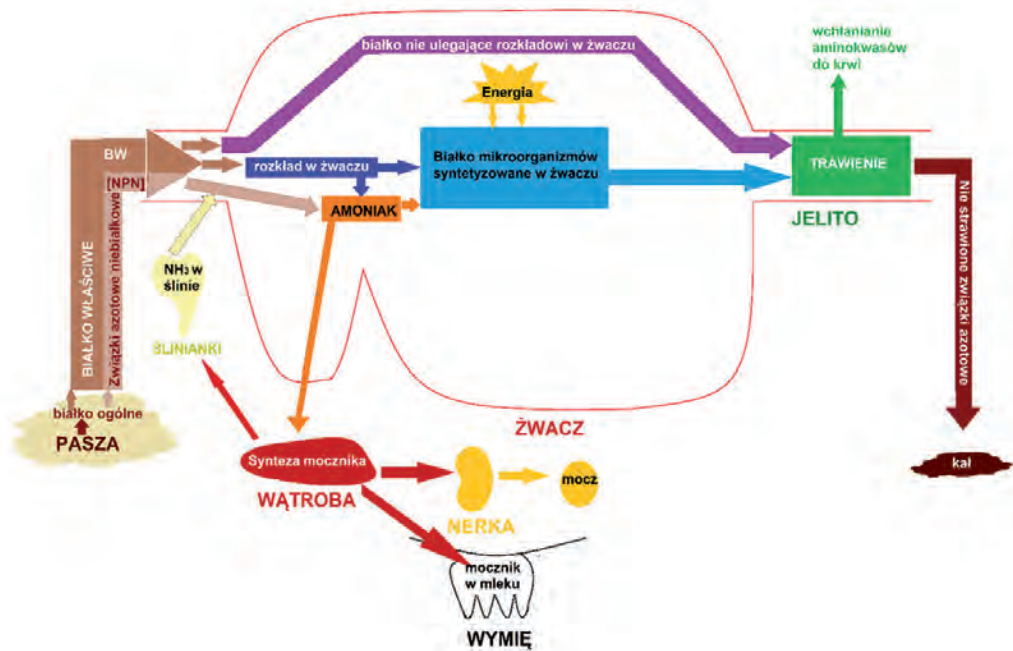 białko nie ulegające rozkładowi w żwaczu
wchłanianie
aminokwasów
do krwi
Energia
BW
[NPN]
rozkład w żwaczu
Białko mikroorganizmów
syntetyzowane w żwaczu
TRAWIENIE
AMONIAK
JELITO
BIAŁKO WŁAŚCIWE
Związki azotowe niebiałkowe
NH3 w
ślinie
Nie strawione związki azotowe
ŚLINIANKI
białko ogólne
PASZA
ŻWACZ
Synteza mocznika
WĄTROBA
mocz
NERKA
kał
mocznik
w mleku
WYMIĘ